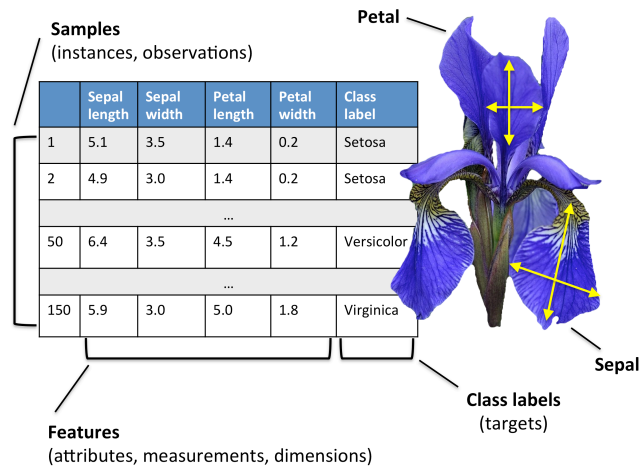 Samples
(instances, observations)
Petal
Sepal length Sepal width Petal length Petal width Class label
1 5.1 3.5 1.4 0.2 Setosa
2 4.9 3.0 1.4 0.2 Setosa
...
50 6.4 3.5 4.5 1.2 Versicolor
...
150 5.9 3.0 5.0 1.8 Virginica
Sepal
Class labels
(targets)
Features
(attributes, measurements, dimensions)